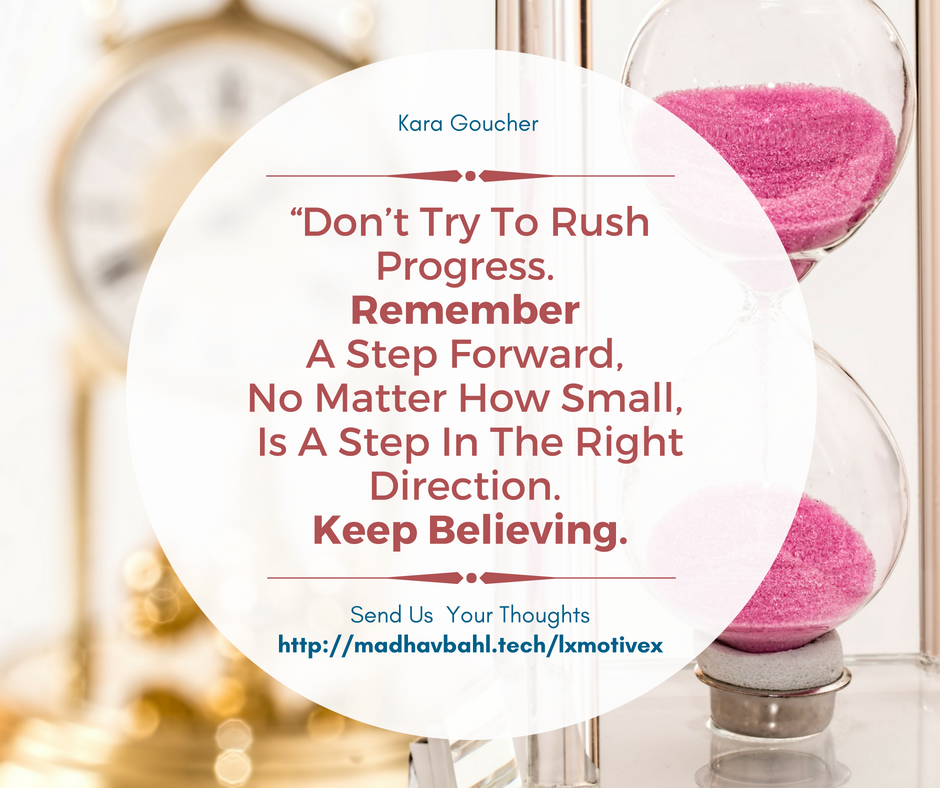 Kara Goucher
“Don’t Try To Rush
Progress.
Remember
A Step Forward,
No Matter How Small,
Is A Step In The Right
Direction.
Keep Believing.
Send Us  Your Thoughts
http://madhavbahl.tech/lxmotivex